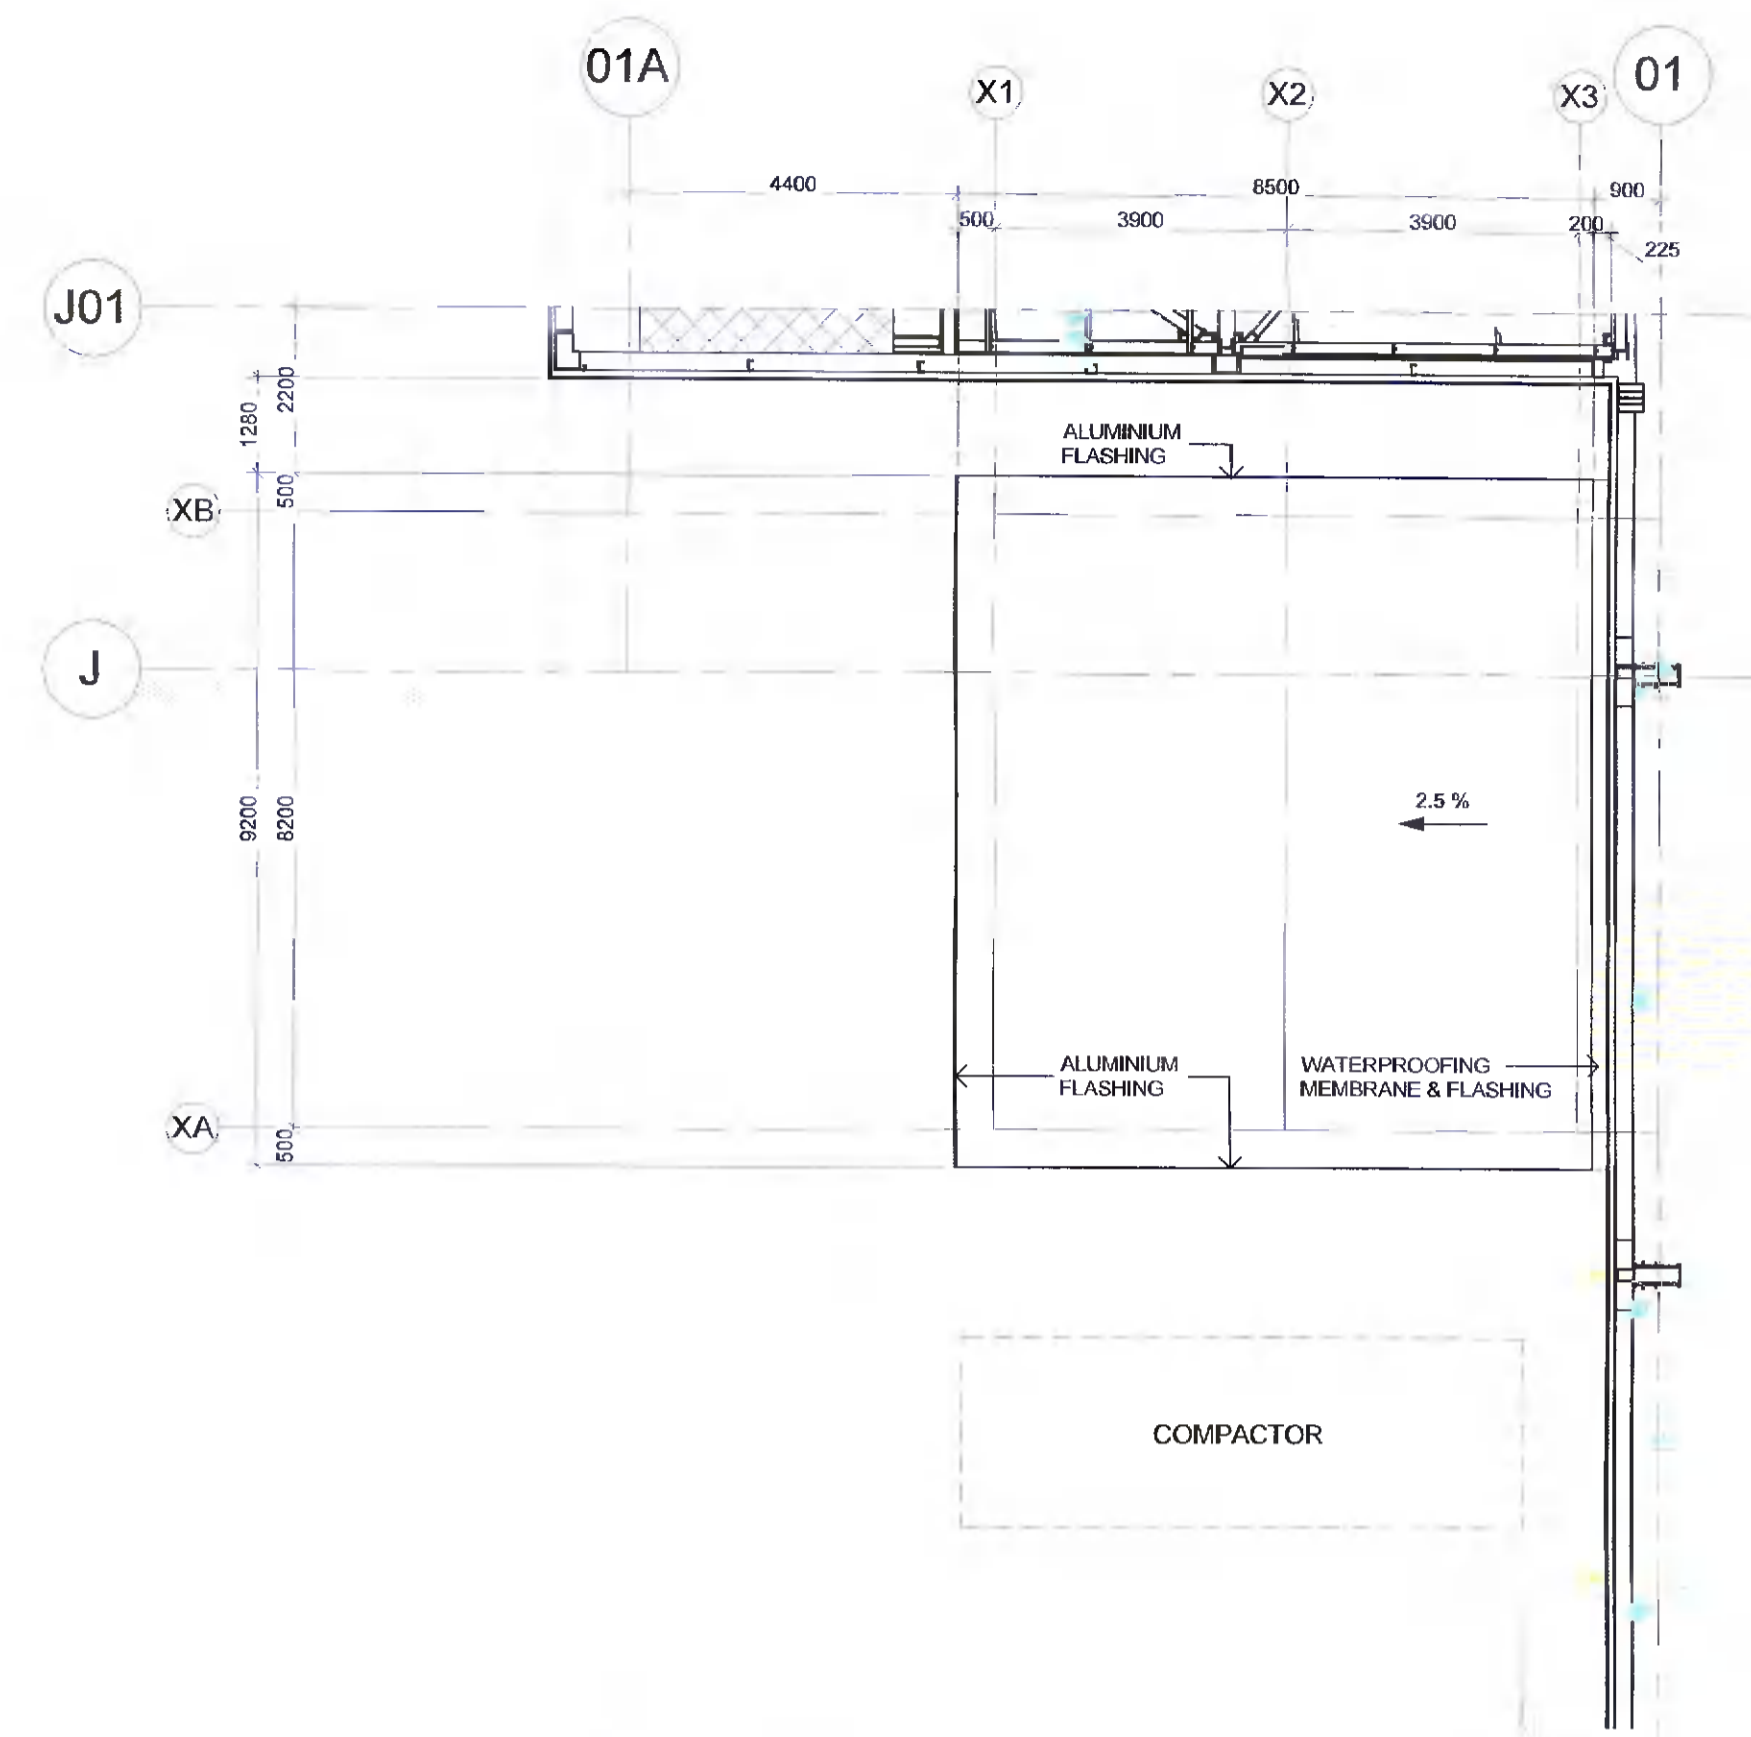 01A
X1
X2
X3
01
4400
8500
900
500
3900
3900
200
225
J01
2200
1280
ALUMINIUM
FLASHING
500
XB
J
2.5 %
9200
8200
ALUMINIUM
FLASHING
WATERPROOFING
MEMBRANE & FLASHING
XA
500
COMPACTOR